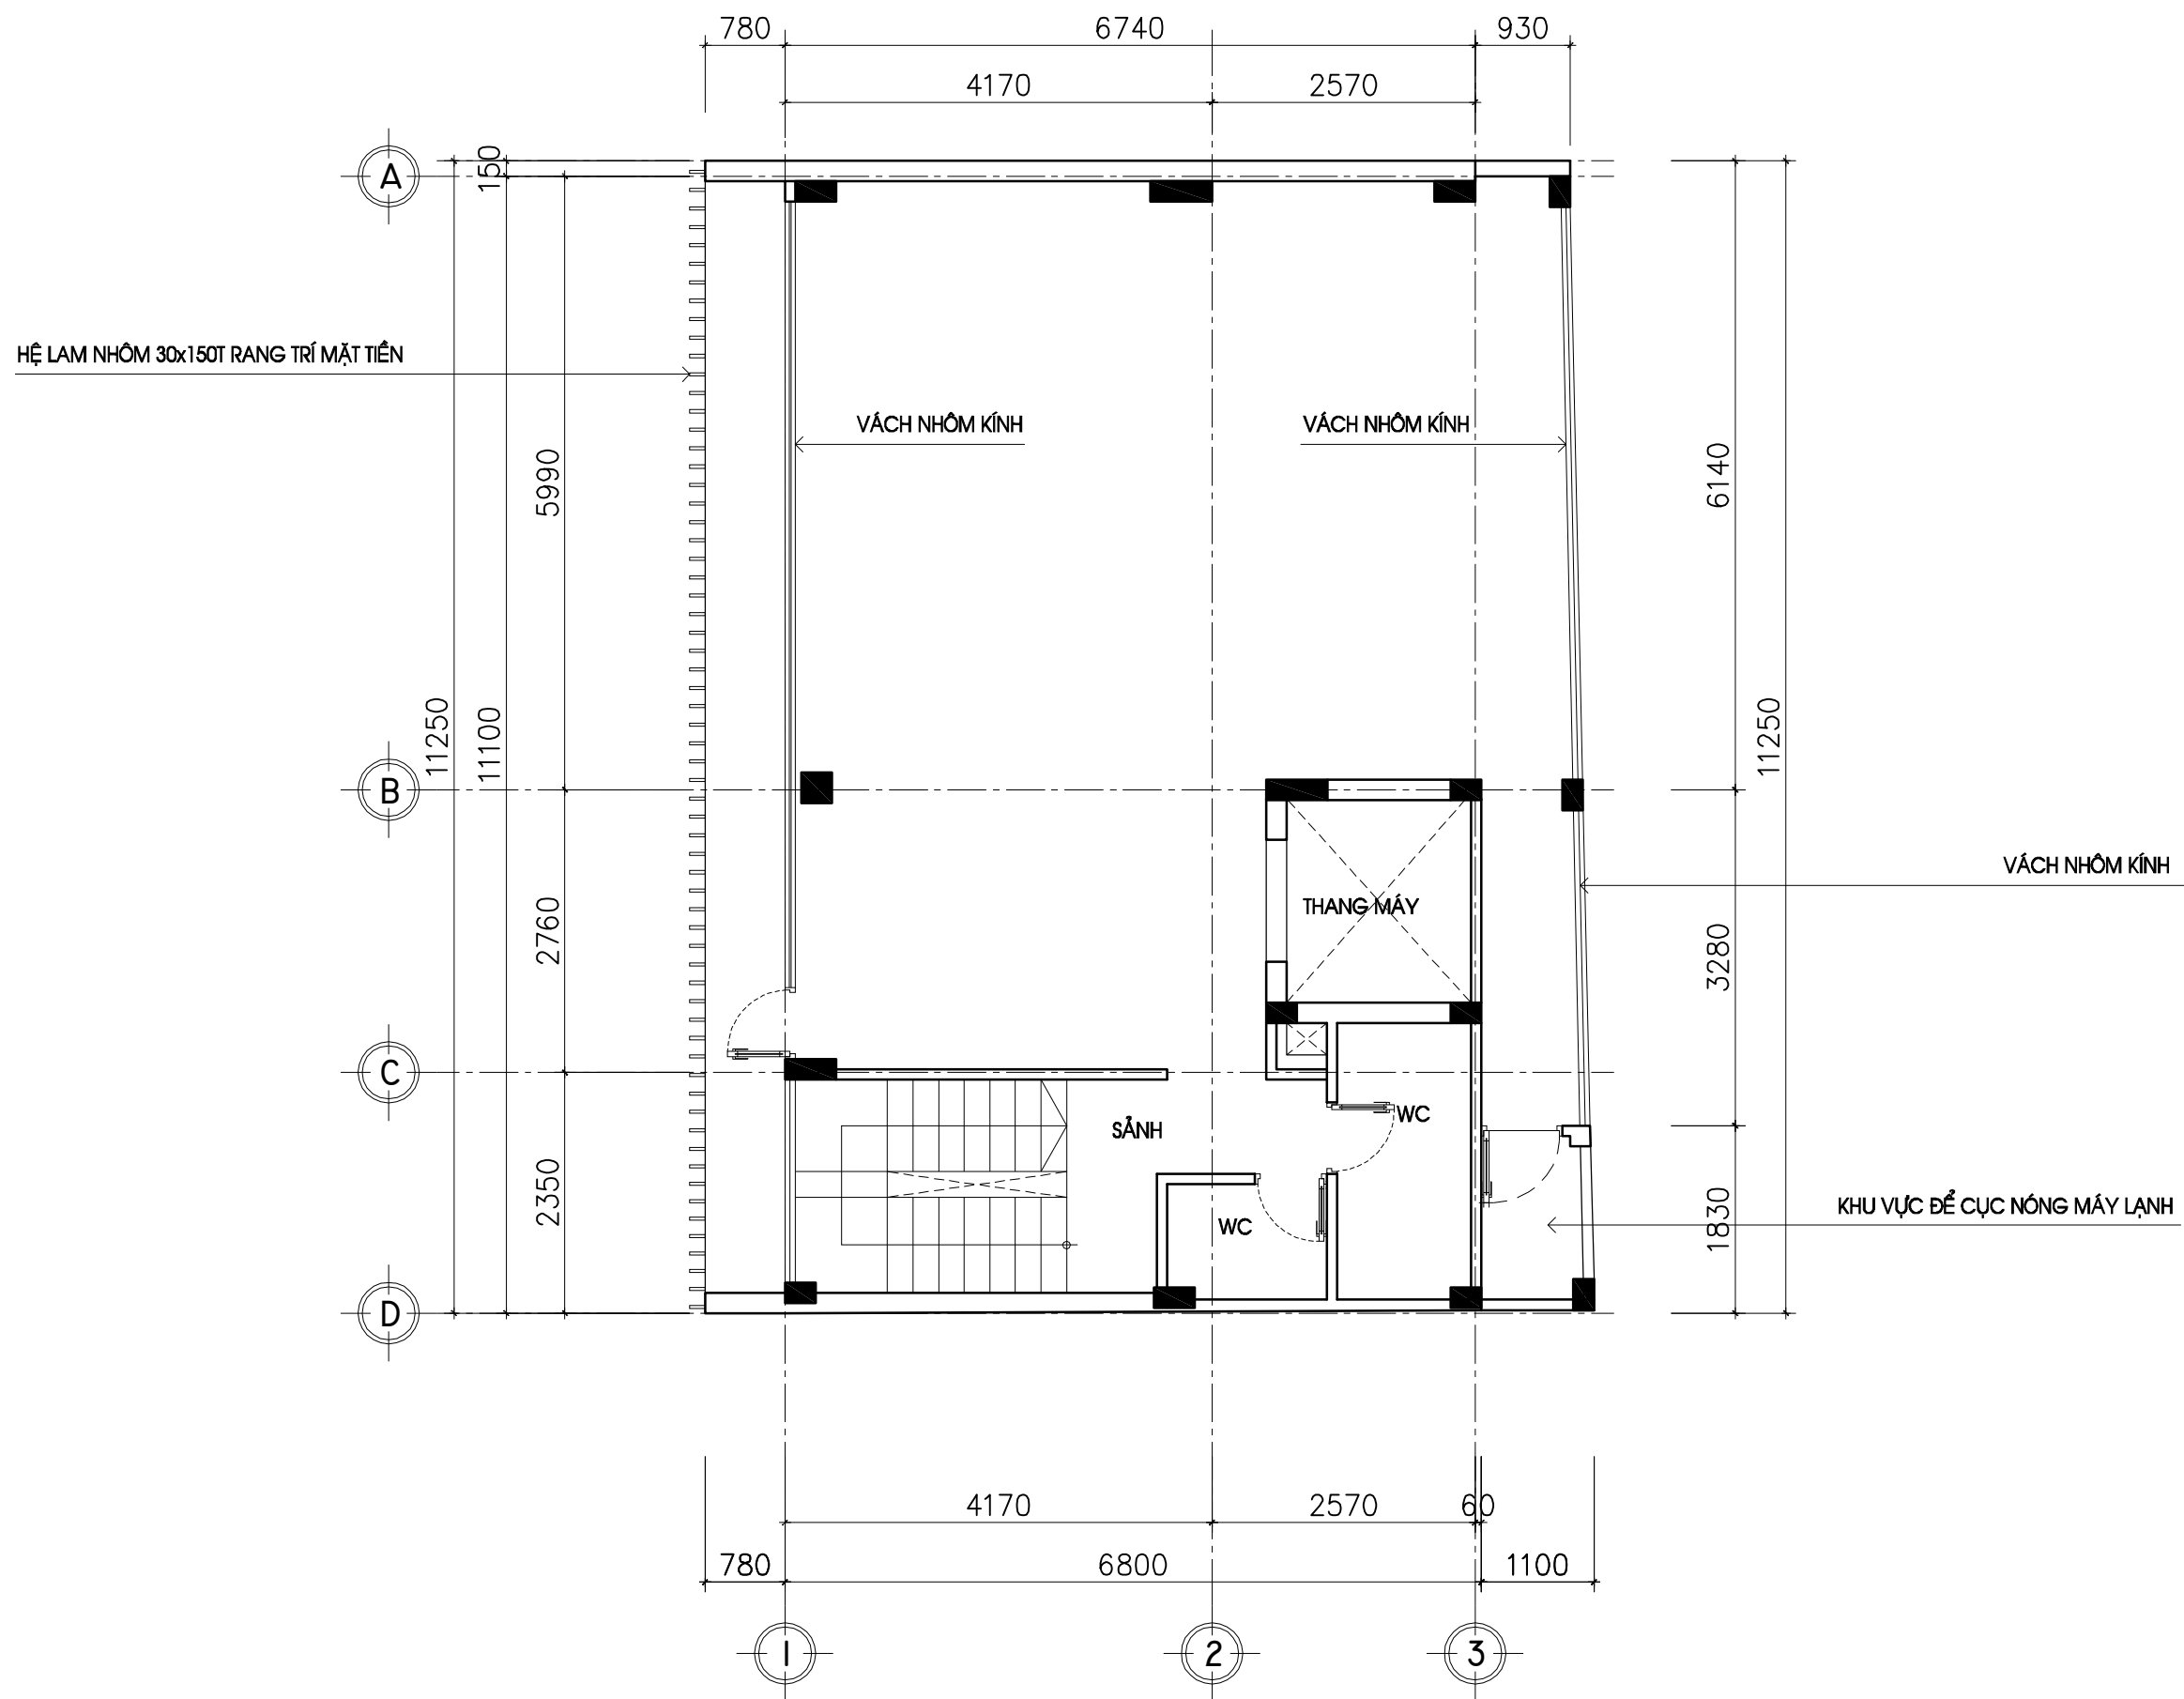 780 6740 930
4170 2570
A
150
HỆ LAM NHÔM 30x150T RANG TRÍ MẶT TIỀN
VÁCH NHÔM KÍNH
VÁCH NHÔM KÍNH
5990
6140
11250
11100
11250
B
VÁCH NHÔM KÍNH
THANG MÁY
2760
3280
C
WC
SẢNH
2350
WC
KHU VỰC ĐỂ CỤC NÓNG MÁY LẠNH
1830
D
4170 2570 60
780 6800 1100
1 2 3